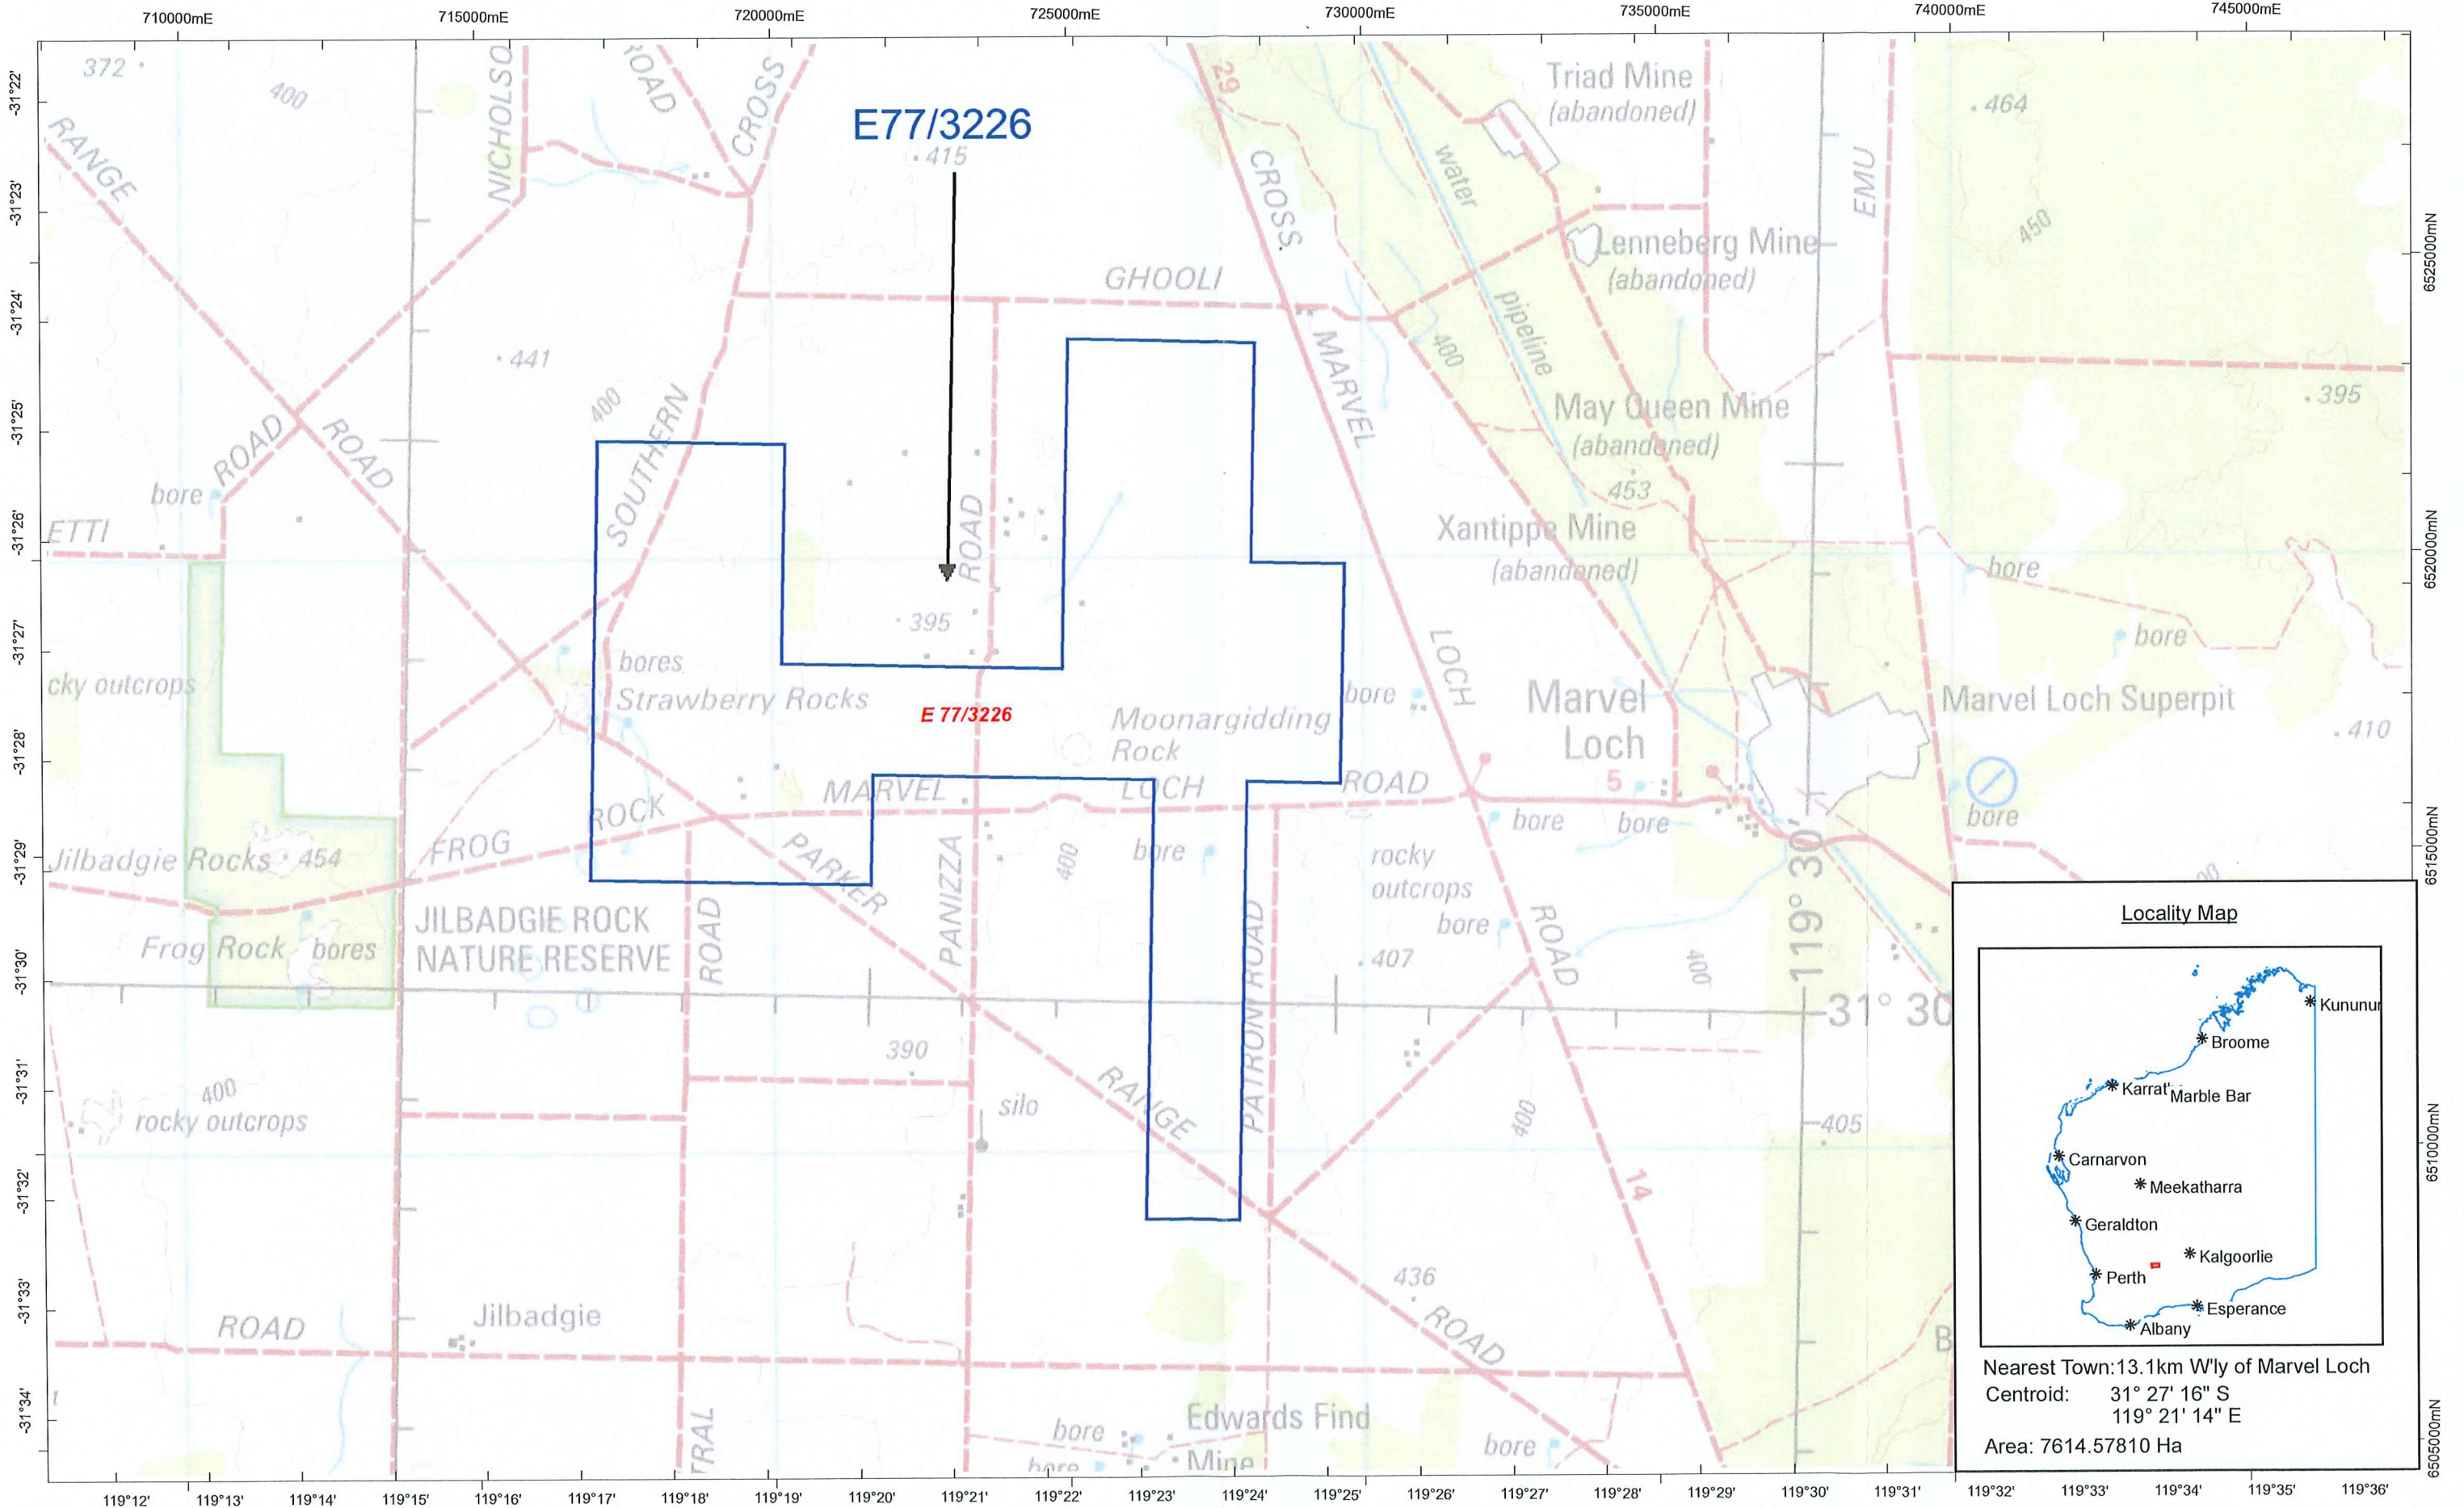 710000mE 715000mE 720000mE 725000mE 730000mE 735000mE 740000mE 745000mE
-31°22'
-31°23'
-31°24'
-31°25'
-31°26'
-31°27'
-31°28'
-31°29'
-31°30'
-31°31'
-31°32'
-31°33'
-31°34'
6525000mN
6520000mN
6515000mN
6510000mN
6505000mN
372
400
NICHOLSO
ROAD
CROSS
E77/3226
415
29
CROSS
water
Triad Mine
(abandoned)
464
RANGE
EMU
450
Lenneberg Mine
(abandoned)
GHOOLI
pipeline
441
400
MARVEL
400
395
ROAD
ROAD
SOUTHERN
May Queen Mine
(abandoned)
453
bore
ETTI
ROAD
Xantippe Mine
(abandoned)
bore
395
bore
cky outcrops
bores
Strawberry Rocks
E 77/3226
Moonargidding
Rock
bore
LOCH
Marvel
Loch
5
Marvel Loch Superpit
410
MARVEL
LOCH
ROAD
ROCK
FROG
bore
bore
bore
Jilbadgie Rocks
454
PARKER
PANIZZA
400
bore
rocky
outcrops
bore
119° 30'
00
Frog Rock
bores
JILBADGIE ROCK
NATURE RESERVE
ROAD
PATRONI ROAD
407
ROAD
400
31° 30
390
400
rocky outcrops
silo
RANGE
400
405
14
436
ROAD
ROAD
Jilbadgie
B
TRAL
bore
bore
Edwards Find
Mine
bore
Locality Map
Kununur
Broome
Karrat'
Marble Bar
Carnarvon
Meekatharra
Geraldton
Kalgoorlie
Perth
Esperance
Albany
Nearest Town:13.1km W'ly of Marvel Loch
Centroid: 31° 27' 16" S
119° 21' 14" E
Area: 7614.57810 Ha
119°12' 119°13' 119°14' 119°15' 119°16' 119°17' 119°18' 119°19' 119°20' 119°21' 119°22' 119°23' 119°24' 119°25' 119°26' 119°27' 119°28' 119°29' 119°30' 119°31' 119°32' 119°33' 119°34' 119°35' 119°36'